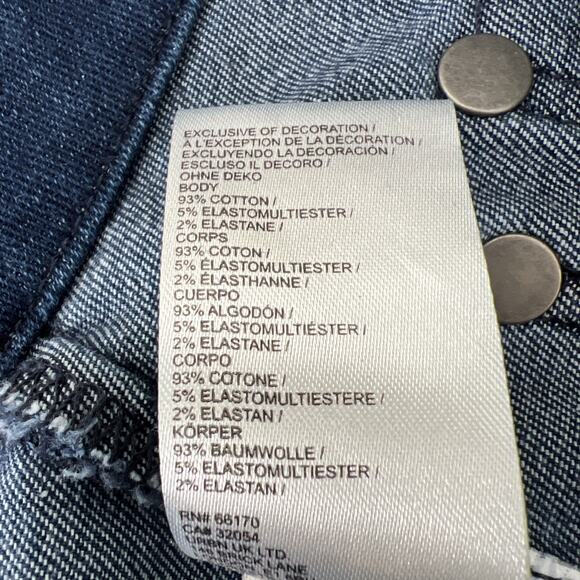 EXCLUSIVE OF DECORATION /
A L'EXCEPTION DE LA DÉCORATION /
EXCLUYENDO LA DECORACIÓN /
ESCLUSO IL DECORO /
OHNE DEKO
BODY
93% COTTON /
5% ELASTOMULTIESTER /
2% ELASTANE /
CORPS
93% COTON /
5% ÉLASTOMULTIESTER /
2% ÉLASTHANNE /
CUERPO
93% ALGODÓN /
5% ELASTOMULTIÉSTER /
2% ELASTANE /
CORPO
93% COTONE /
5% ELASTOMULTIESTERE /
2% ELASTAN /
KÖRPER
93% BAUMWOLLE /
5% ELASTOMULTIESTER /
2% ELASTAN /
RN# 66170
CA# 32054
UK LTD
LANE